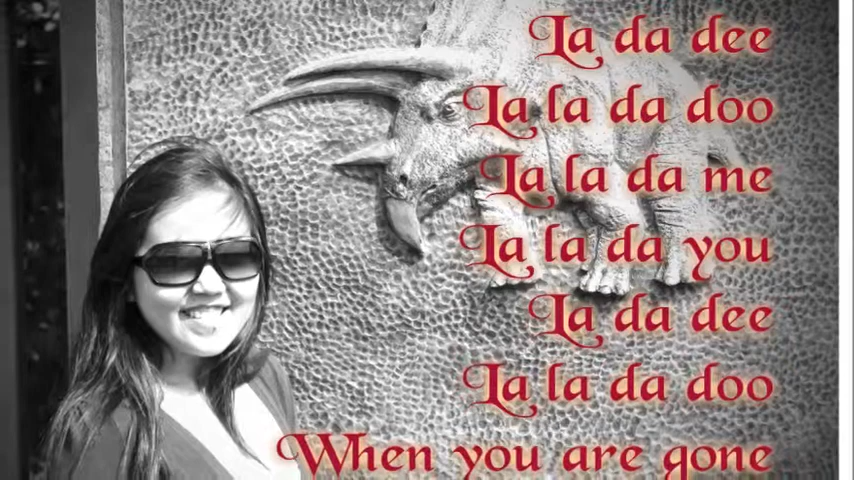 La da dee
La la da doo
La la da me
La la da you
La da dee
La la da doo
When you are gone